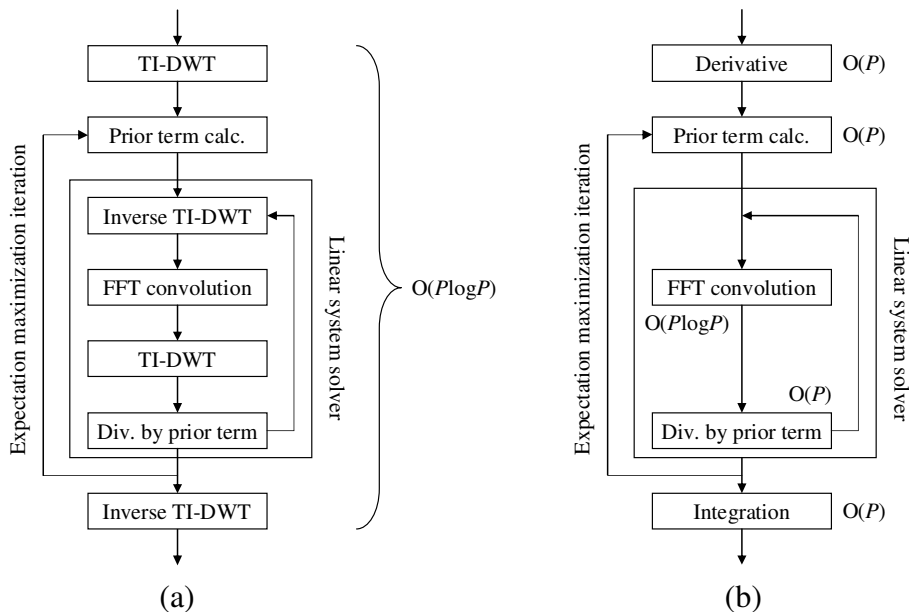 TI-DWT
Prior term calc.
Inverse TI-DWT
FFT convolution
TI-DWT
Div. by prior term
Inverse TI-DWT
Expectation maximization iteration
Linear system solver
O(PlogP)
(a)
Derivative
O(P)
Prior term calc.
O(P)
FFT convolution
O(PlogP)
O(P)
Div. by prior term
Integration
O(P)
Expectation maximization iteration
Linear system solver
(b)